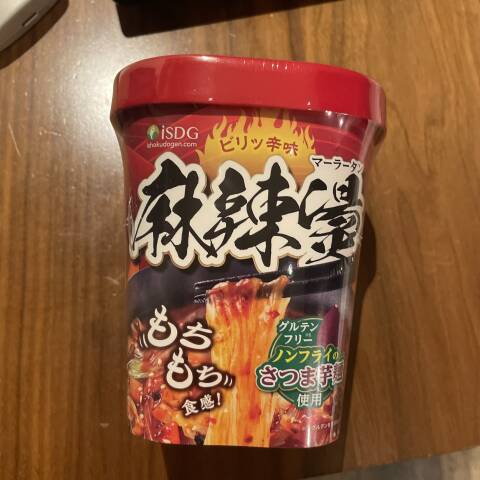 iSDG
ishokudogen.com
ピリッ辛味
マーラータン
麻辣湯
もち
もち
食感!
グルテン
フリー
ノンフライの
さつま芋麺
使用